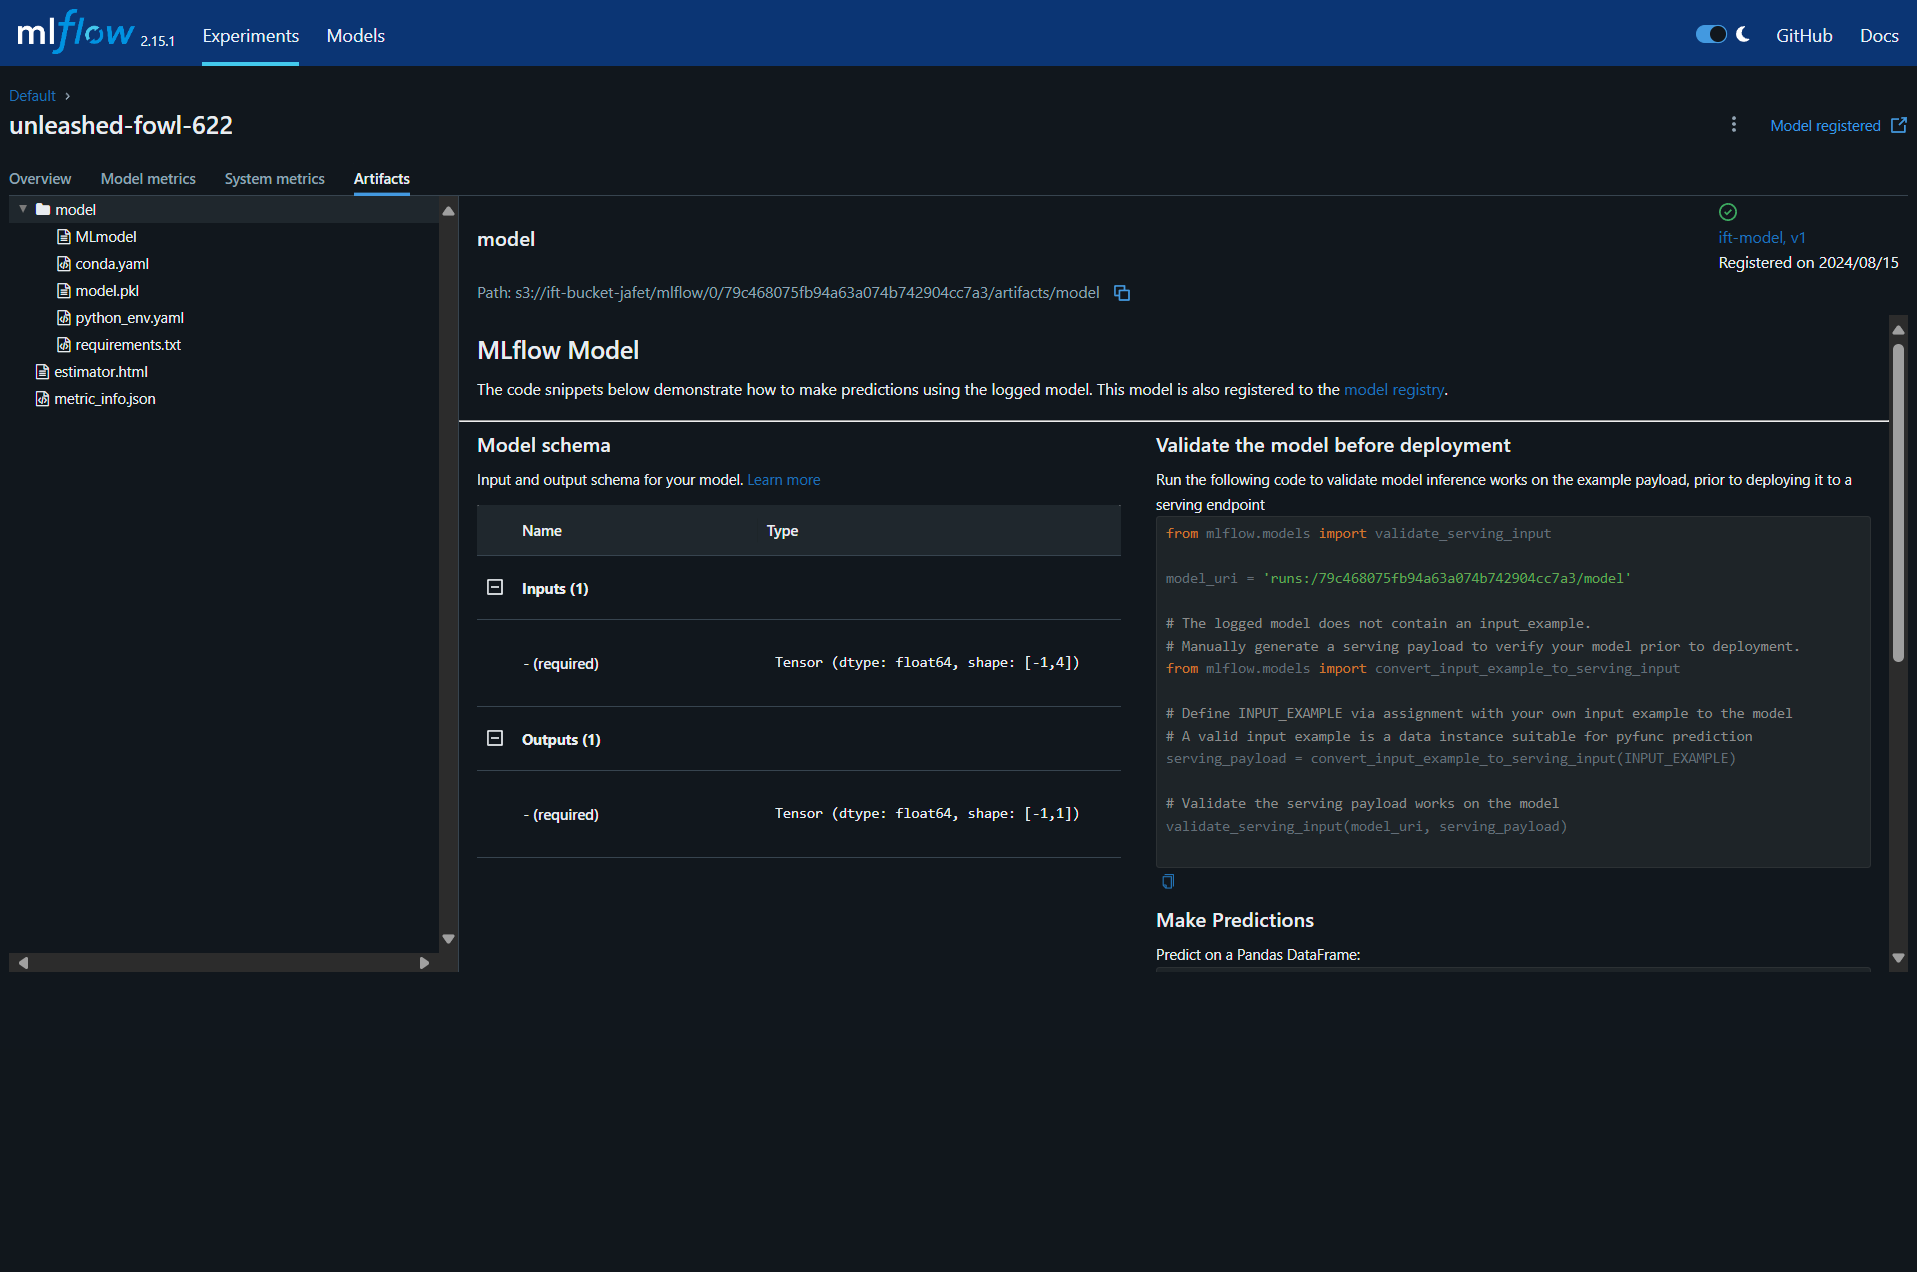 mlflow 2.15.1 Experiments Models GitHub Docs
Default ›
unleashed-fowl-622
Model registered
Overview Model metrics System metrics Artifacts
model
MLmodel
conda.yaml
model.pkl
python_env.yaml
requirements.txt
estimator.html
metric_info.json
model
ift-model, v1
Registered on 2024/08/15
Path: s3://ift-bucket-jafet/mlflow/0/79c468075fb94a63a074b742904cc7a3/artifacts/model
MLflow Model
The code snippets below demonstrate how to make predictions using the logged model. This model is also registered to the model registry.
Model schema
Input and output schema for your model. Learn more
Name Type
Inputs (1)
- (required) Tensor (dtype: float64, shape: [-1,4])
Outputs (1)
- (required) Tensor (dtype: float64, shape: [-1,1])
Validate the model before deployment
Run the following code to validate model inference works on the example payload, prior to deploying it to a
serving endpoint
from mlflow.models import validate_serving_input
model_uri = 'runs:/79c468075fb94a63a074b742904cc7a3/model'
# The logged model does not contain an input_example.
# Manually generate a serving payload to verify your model prior to deployment.
from mlflow.models import convert_input_example_to_serving_input
# Define INPUT_EXAMPLE via assignment with your own input example to the model
# A valid input example is a data instance suitable for pyfunc prediction
serving_payload = convert_input_example_to_serving_input(INPUT_EXAMPLE)
# Validate the serving payload works on the model
validate_serving_input(model_uri, serving_payload)
Make Predictions
Predict on a Pandas DataFrame: